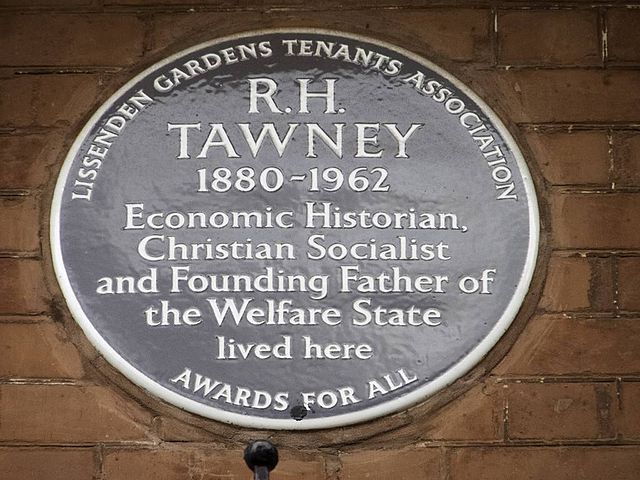 LISSENDEN GARDENS TENANTS ASSOCIATION
R.H.
TAWNEY
1880-1962
Economic Historian,
Christian Socialist
and Founding Father of
the Welfare State
lived here
AWARDS FOR ALL